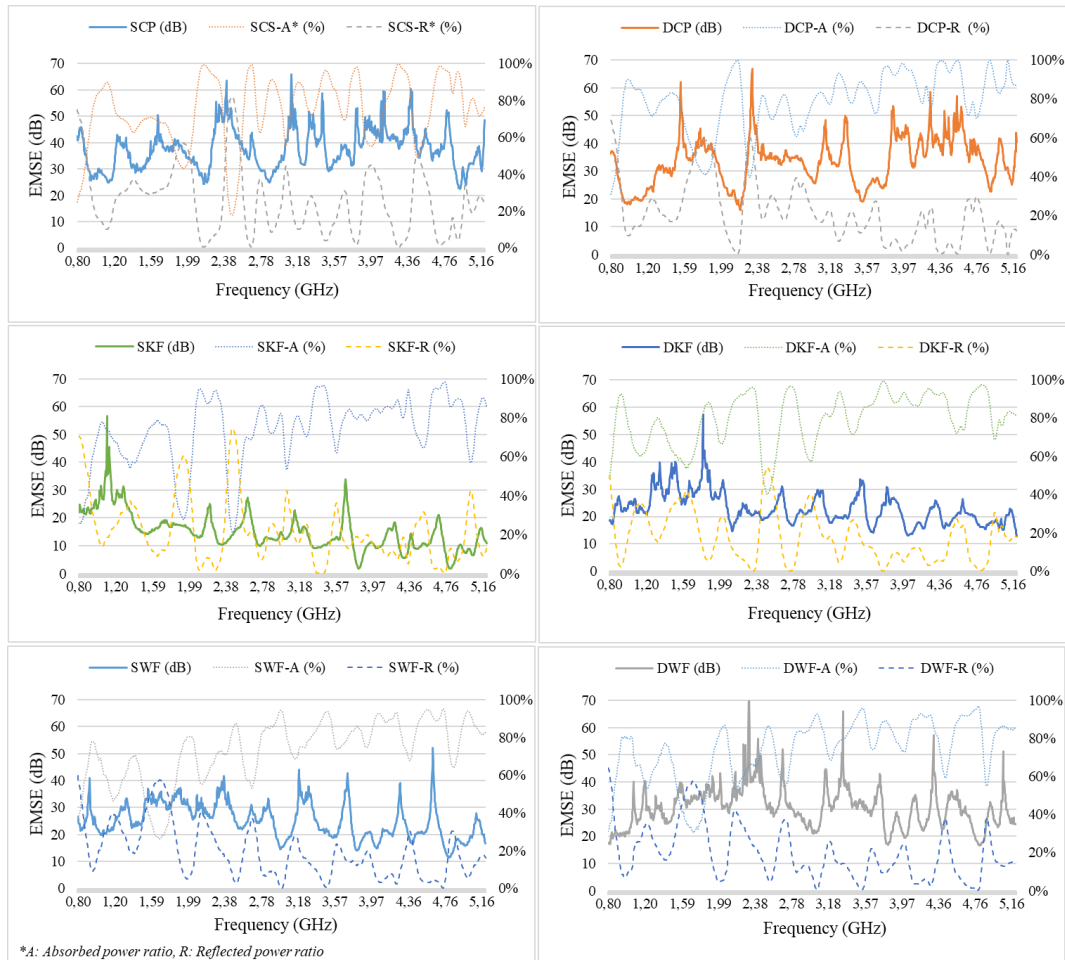 SCP (dB) SCS-A* (%) SCS-R* (%)
70 100%
60 80%
50
40 60%
30 40%
20
10 20%
0 0%
0,80 1,20 1,59 1,99 2,38 2,78 3,18 3,57 3,97 4,36 4,76 5,16
EMSE (dB)
Frequency (GHz)
DCP (dB) DCP-A (%) DCP-R (%)
70 100%
60 80%
50
40 60%
30 40%
20
10 20%
0 0%
0,80 1,20 1,59 1,99 2,38 2,78 3,18 3,57 3,97 4,36 4,76 5,16
EMSE (dB)
Frequency (GHz)
SKF (dB) SKF-A (%) SKF-R (%)
70 100%
60 80%
50
40 60%
30 40%
20
10 20%
0 0%
0,80 1,20 1,59 1,99 2,38 2,78 3,18 3,57 3,97 4,36 4,76 5,16
EMSE (dB)
Frequency (GHz)
DKF (dB) DKF-A (%) DKF-R (%)
70 100%
60 80%
50
40 60%
30 40%
20
10 20%
0 0%
0,80 1,20 1,59 1,99 2,38 2,78 3,18 3,57 3,97 4,36 4,76 5,16
EMSE (dB)
Frequency (GHz)
SWF (dB) SWF-A (%) SWF-R (%)
70 100%
60 80%
50
40 60%
30 40%
20
10 20%
0 0%
0,80 1,20 1,59 1,99 2,38 2,78 3,18 3,57 3,97 4,36 4,76 5,16
EMSE (dB)
Frequency (GHz)
DWF (dB) DWF-A (%) DWF-R (%)
70 100%
60 80%
50
40 60%
30 40%
20
10 20%
0 0%
0,80 1,20 1,59 1,99 2,38 2,78 3,18 3,57 3,97 4,36 4,76 5,16
EMSE (dB)
Frequency (GHz)
*A: Absorbed power ratio, R: Reflected power ratio